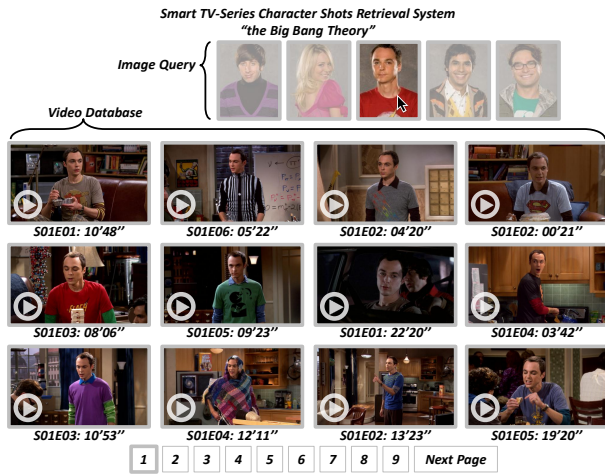 Smart TV-Series Character Shots Retrieval System
“the Big Bang Theory”
Image Query
Video Database
S01E01: 10’48’’ S01E06: 05’22’’ S01E02: 04’20’’ S01E02: 00’21’’
S01E03: 08’06’’ S01E05: 09’23’’ S01E01: 22’20’’ S01E04: 03’42’’
S01E03: 10’53’’ S01E04: 12’11’’ S01E02: 13’23’’ S01E05: 19’20’’
1 2 3 4 5 6 7 8 9 Next Page